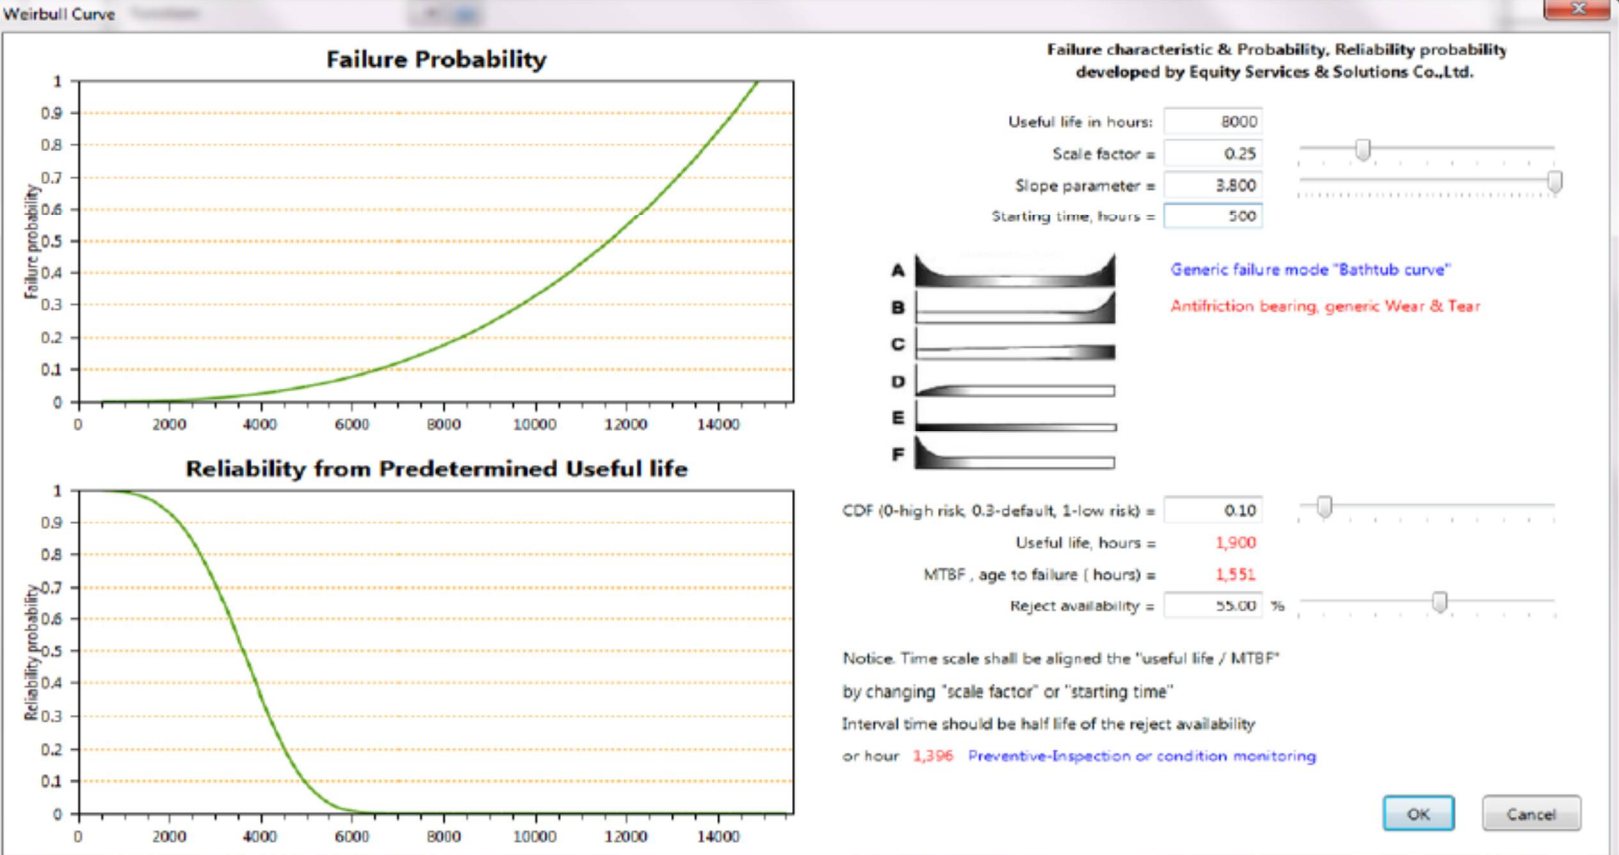 Weirbull Curve
Failure Probability
1
0.9
0.8
0.7
0.6
0.5
0.4
0.3
0.2
0.1
0
Failure probability
0 2000 4000 6000 8000 10000 12000 14000
Reliability from Predetermined Useful life
1
0.9
0.8
0.7
0.6
0.5
0.4
0.3
0.2
0.1
0
Reliability probability
0 2000 4000 6000 8000 10000 12000 14000
Failure characteristic & Probability, Reliability probability
developed by Equity Services & Solutions Co.,Ltd.
Useful life in hours: 8000
Scale factor = 0.25
Slope parameter = 3.800
Starting time, hours = 500
A Generic failure mode "Bathtub curve"
B Antifriction bearing, generic Wear & Tear
C
D
E
F
CDF (0-high risk, 0.3-default, 1-low risk) = 0.10
Useful life, hours = 1,900
MTBF , age to failure ( hours) = 1,551
Reject availability = 55.00 %
Notice. Time scale shall be aligned the "useful life / MTBF"
by changing "scale factor" or "starting time"
Interval time should be half life of the reject availability
or hour 1,396 Preventive-Inspection or condition monitoring
OK Cancel